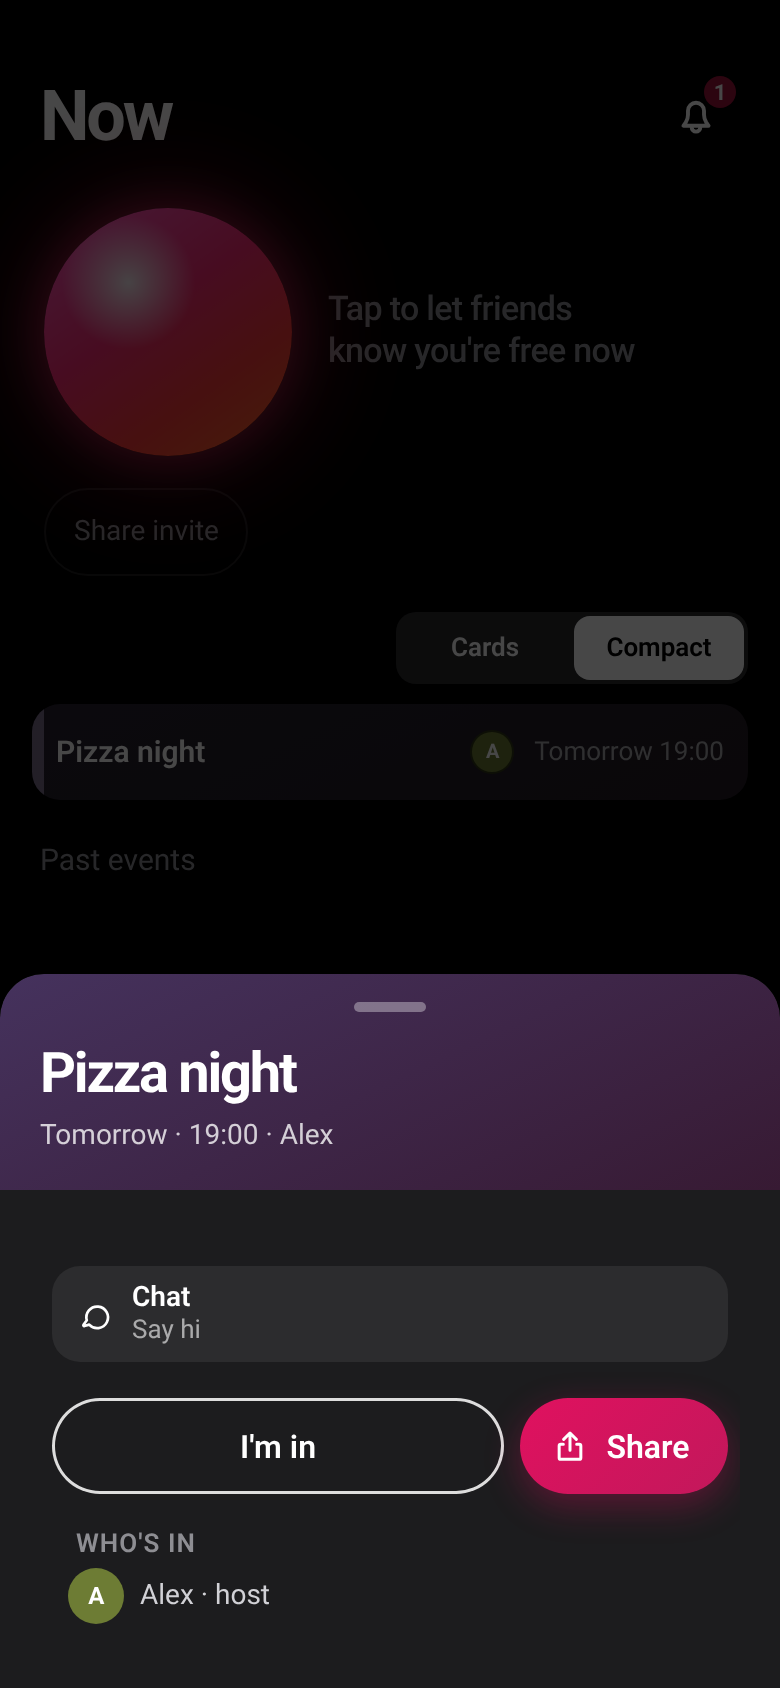 Now
1
Tap to let friends
know you're free now
Share invite
Cards
Compact
Pizza night
A
Tomorrow 19:00
Past events
Pizza night
Tomorrow · 19:00 · Alex
Chat
Say hi
I'm in
Share
WHO'S IN
A
Alex · host